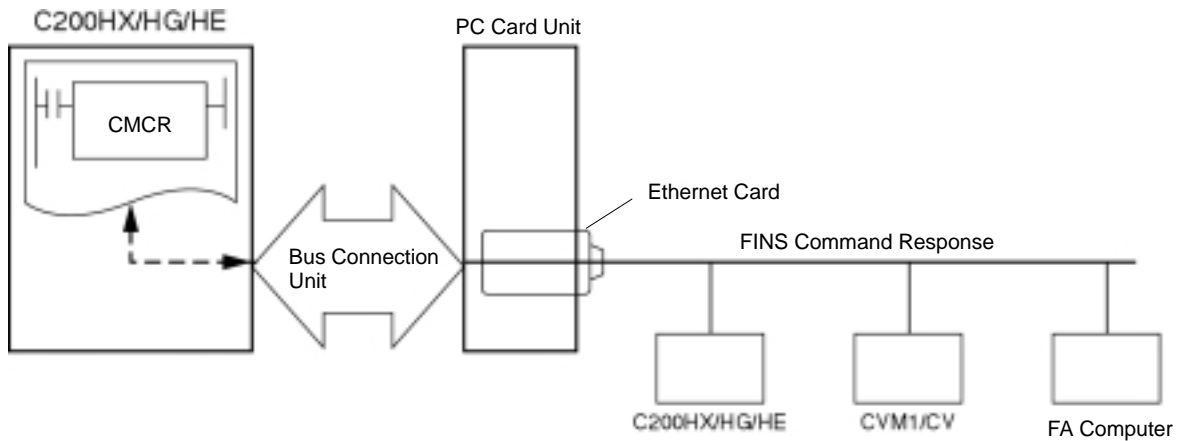 C200HX/HG/HE
PC Card Unit
CMCR
Ethernet Card
FINS Command Response
Bus Connection
Unit
C200HX/HG/HE
CVM1/CV
FA Computer